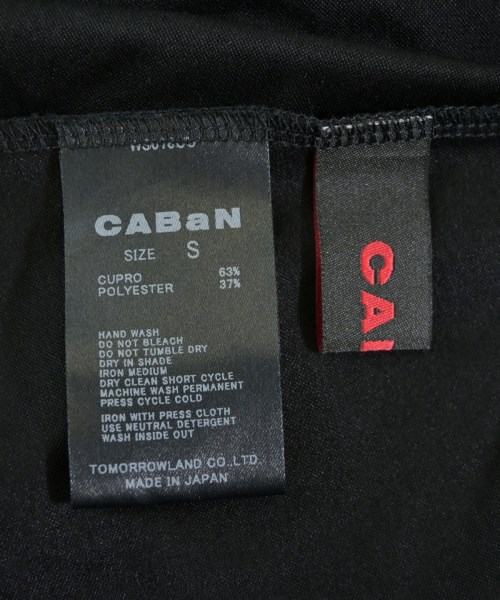 CABaN
SIZE S
CUPRO 63%
POLYESTER 37%
HAND WASH
DO NOT BLEACH
DO NOT TUMBLE DRY
DRY IN SHADE
IRON MEDIUM
DRY CLEAN SHORT CYCLE
MACHINE WASH PERMANENT
PRESS CYCLE COLD
IRON WITH PRESS CLOTH
USE NEUTRAL DETERGENT
WASH INSIDE OUT
TOMORROWLAND CO., LTD.
MADE IN JAPAN
CA